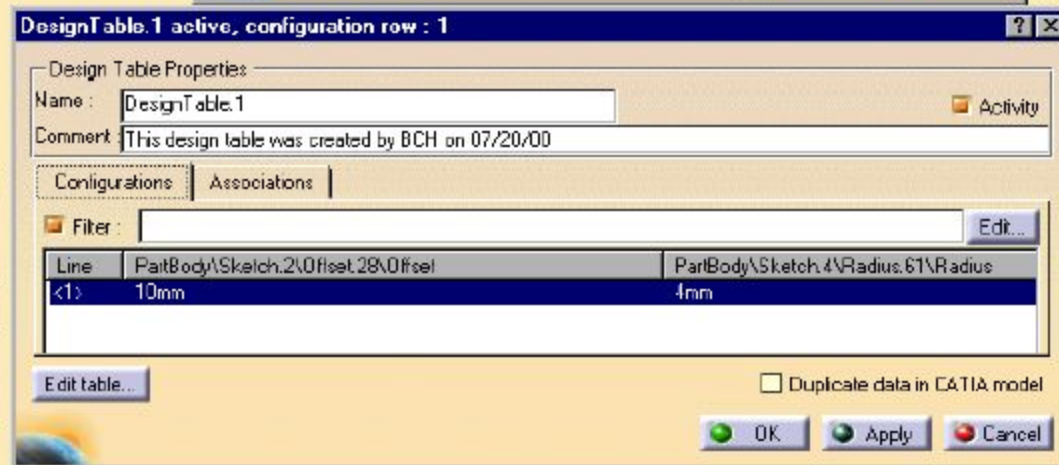 DesignTable.1 active, configuration row : 1
Design Table Properties
Name : DesignTable.1 Activity
Comment : This design table was created by BCH on 07/20/00
Configurations Associations
Filter : Edit...
Line PartBody\Sketch.2\Offset.28\Offset PartBody\Sketch.4\Radius.61\Radius
<1> 10mm 4mm
Edit table... Duplicate data in CATIA model
OK Apply Cancel